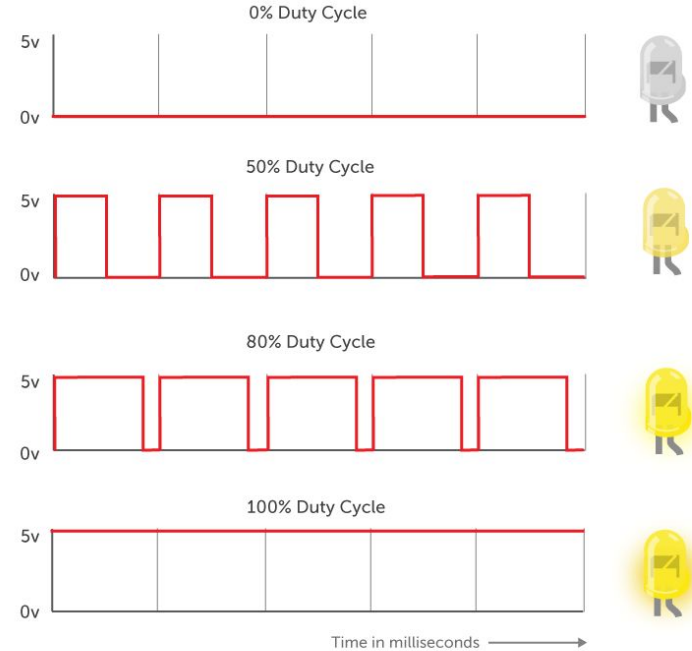 0% Duty Cycle
5v
0v
50% Duty Cycle
5v
0v
80% Duty Cycle
5v
0v
100% Duty Cycle
5v
0v
Time in milliseconds